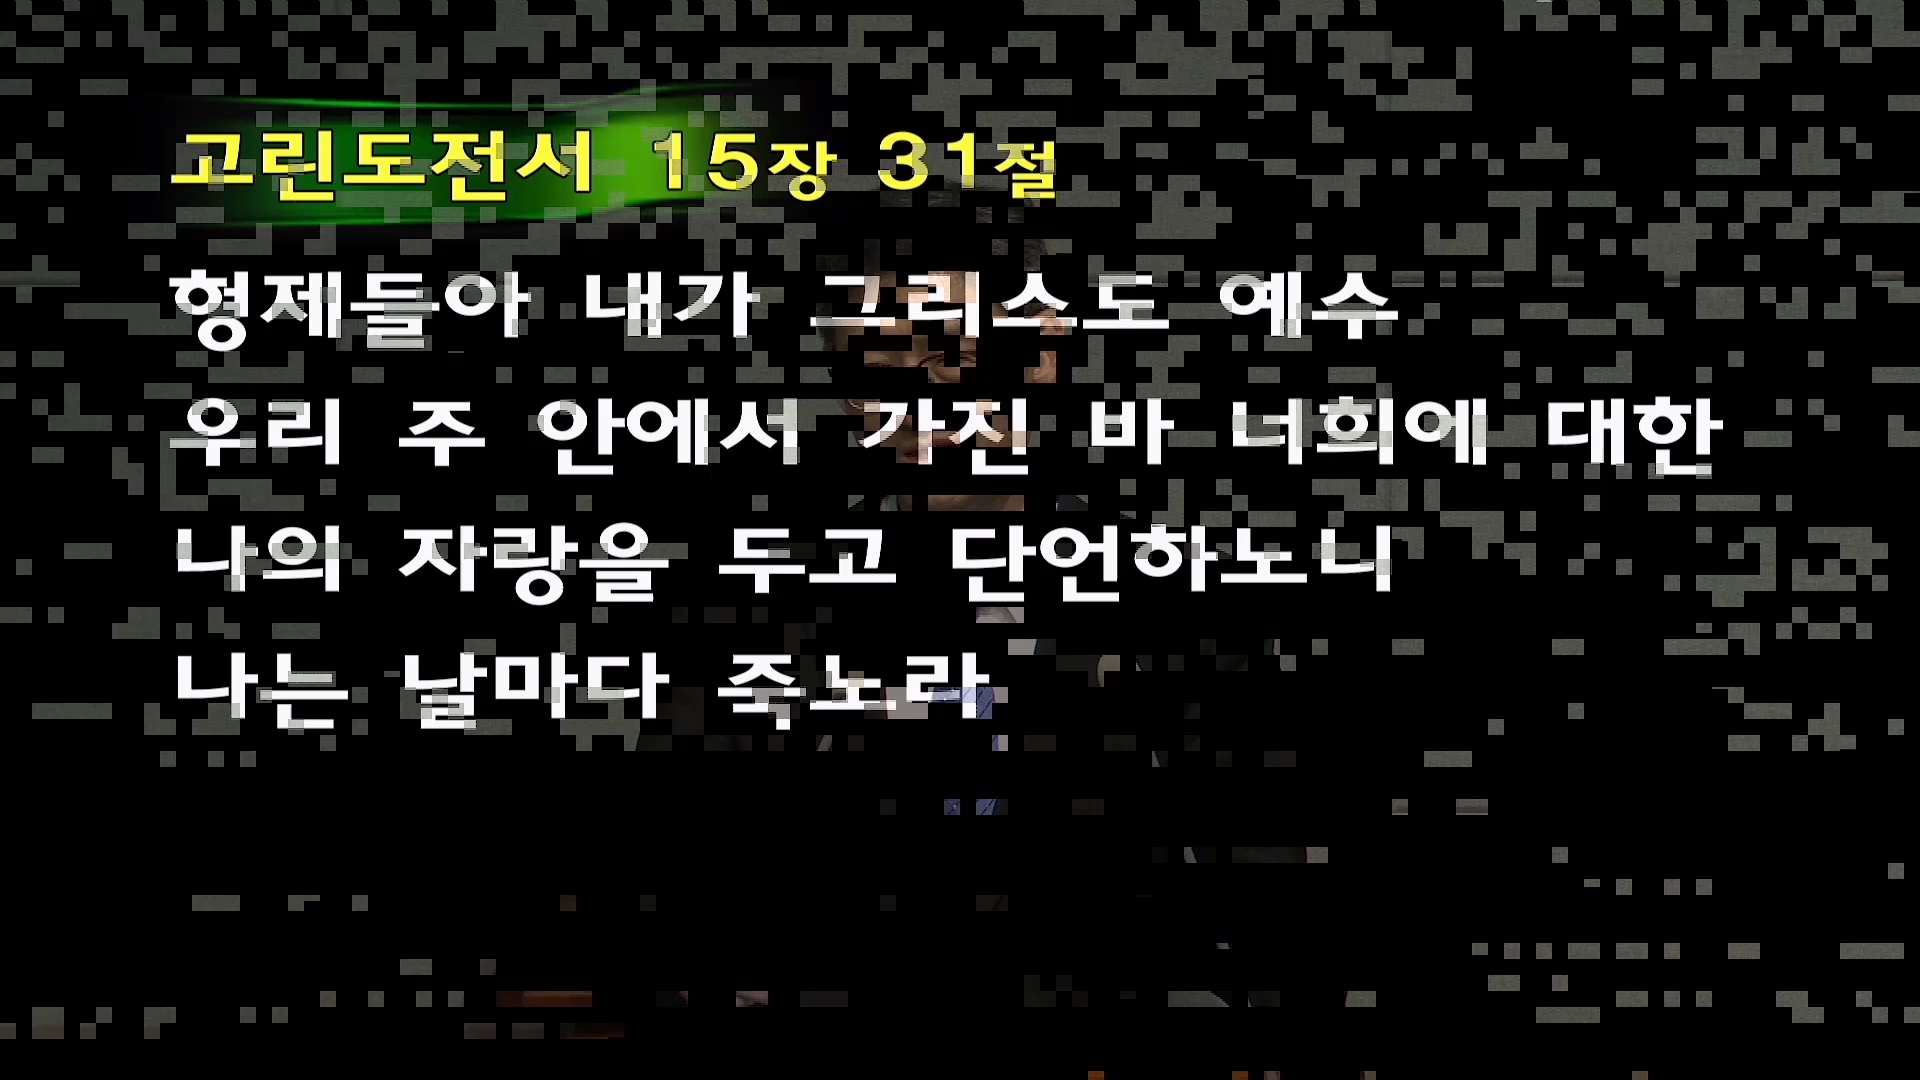 고린도전서 15장 31절
형제들아 내가 그리스도 예수
우리 주 안에서 가진 바 너희에 대한
나의 자랑을 두고 단언하노니
나는 날마다 죽노라